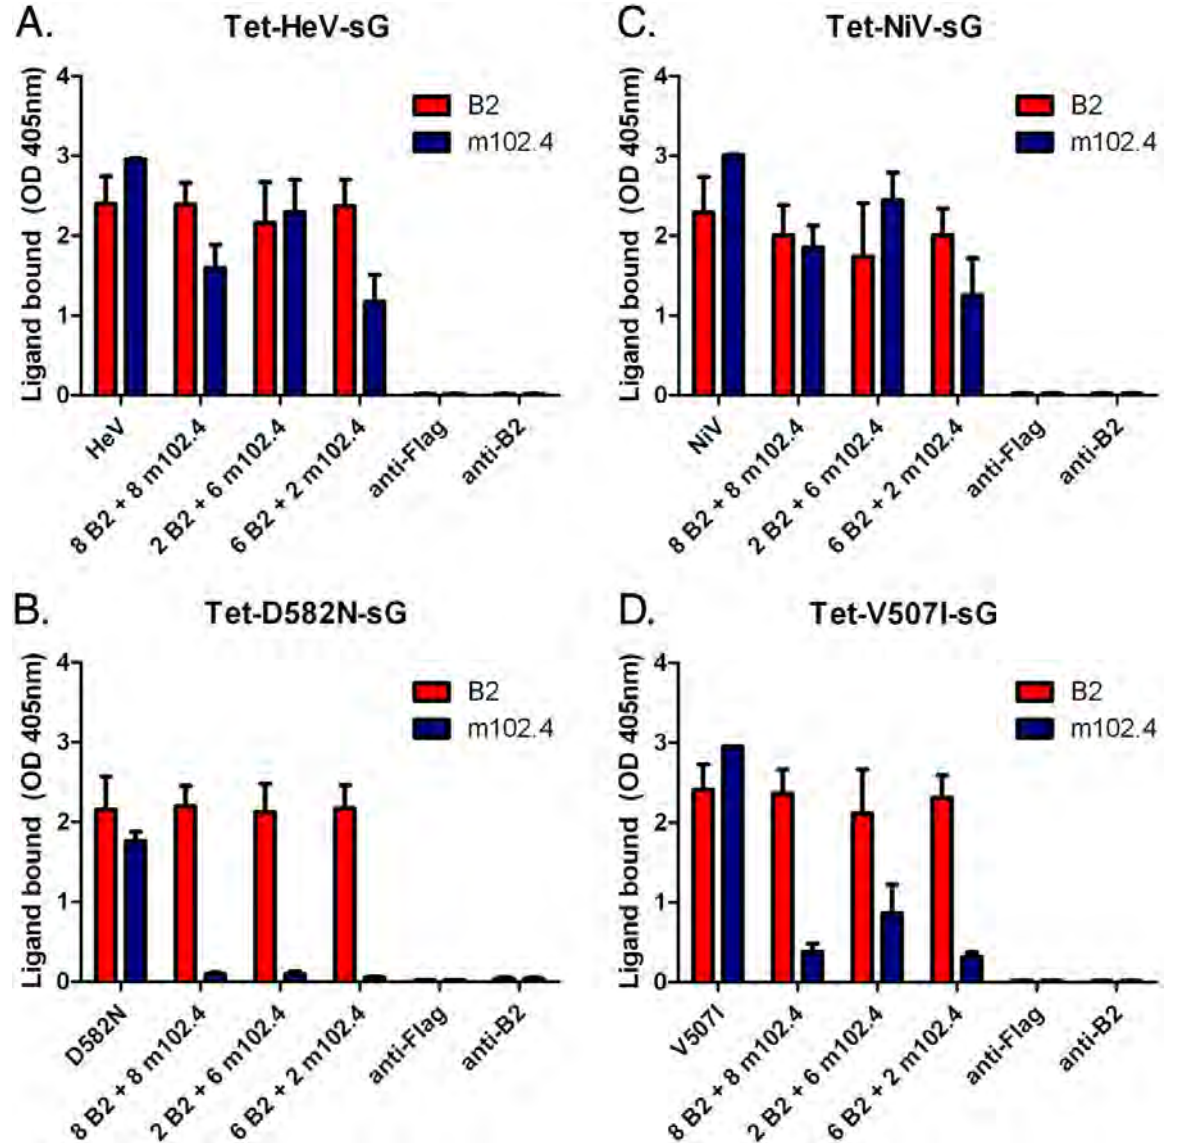 A.
Tet-HeV-sG
Ligand bound (OD 405nm)
4
3
2
1
0
B2
m102.4
HeV
8 B2 + 8 m102.4
2 B2 + 6 m102.4
6 B2 + 2 m102.4
anti-Flag
anti-B2
C.
Tet-NiV-sG
Ligand bound (OD 405nm)
4
3
2
1
0
B2
m102.4
NiV
8 B2 + 8 m102.4
2 B2 + 6 m102.4
6 B2 + 2 m102.4
anti-Flag
anti-B2
B.
Tet-D582N-sG
Ligand bound (OD 405nm)
4
3
2
1
0
B2
m102.4
D582N
8 B2 + 8 m102.4
2 B2 + 6 m102.4
6 B2 + 2 m102.4
anti-Flag
anti-B2
D.
Tet-V507I-sG
Ligand bound (OD 405nm)
4
3
2
1
0
B2
m102.4
V507I
8 B2 + 8 m102.4
2 B2 + 6 m102.4
6 B2 + 2 m102.4
anti-Flag
anti-B2